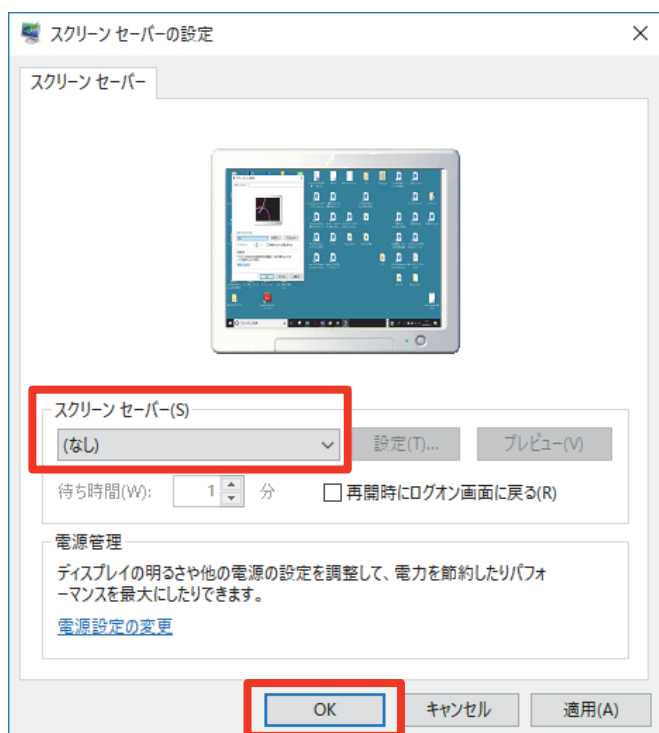 スクリーン セーバーの設定
スクリーン セーバー
スクリーン セーバー(S)
(なし)
設定(T)...
プレビュー(V)
待ち時間(W):
1
分
再開時にログオン画面に戻る(R)
電源管理
ディスプレイの明るさや他の電源の設定を調整して、電力を節約したりパフォ
ーマンスを最大にしたりできます。
電源設定の変更
OK
キャンセル
適用(A)